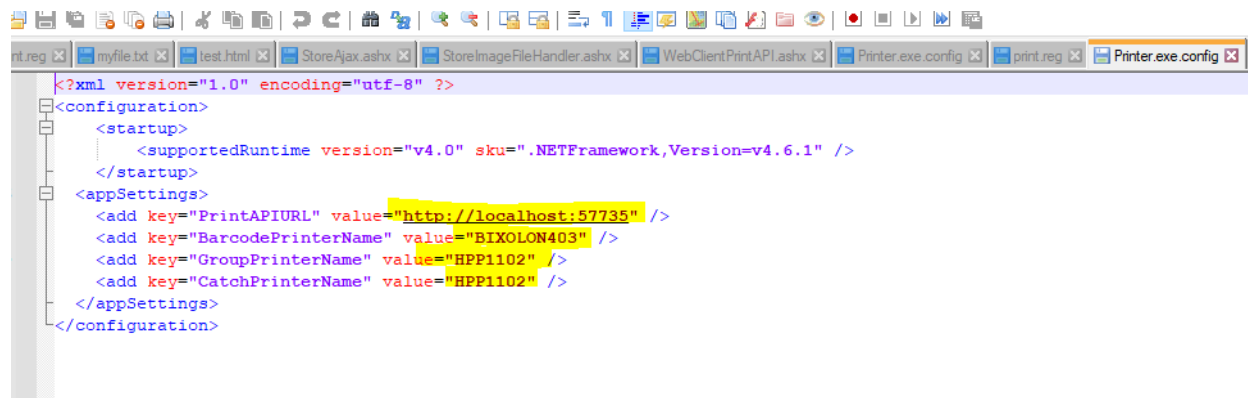 nt.reg myfile.txt test.html StoreAjax.ashx StoreImageFileHandler.ashx WebClientPrintAPI.ashx Printer.exe.config print.reg Printer.exe.config
<?xml version="1.0" encoding="utf-8" ?>
<configuration>
<startup>
<supportedRuntime version="v4.0" sku=".NETFramework,Version=v4.6.1" />
</startup>
<appSettings>
<add key="PrintAPIURL" value="http://localhost:57735" />
<add key="BarcodePrinterName" value="BIXOLON403" />
<add key="GroupPrinterName" value="HPP1102" />
<add key="CatchPrinterName" value="HPP1102" />
</appSettings>
</configuration>